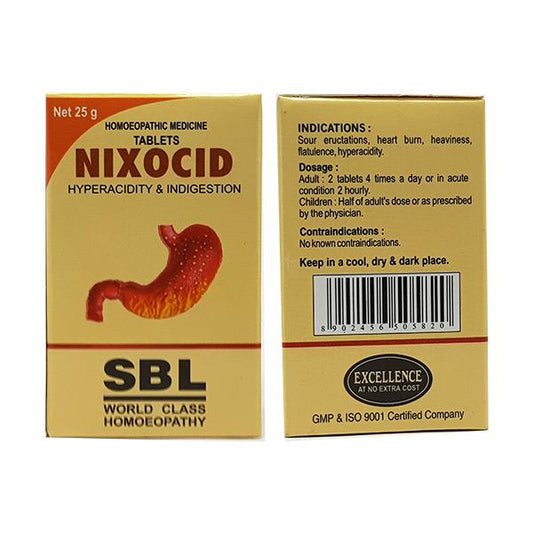 Net 25 g
HOMOEOPATHIC MEDICINE
TABLETS
NIXOCID
HYPERACIDITY & INDIGESTION
SBL
WORLD CLASS
HOMOEOPATHY
INDICATIONS :
Sour eructations, heart burn, heaviness,
flatulence, hyperacidity.
Dosage :
Adult : 2 tablets 4 times a day or in acute
condition 2 hourly.
Children : Half of adult's dose or as prescribed
by the physician.
Contraindications :
No known contraindications.
Keep in a cool, dry & dark place.
8 902456 505820
EXCELLENCE
AT NO EXTRA COST
GMP & ISO 9001 Certified Company